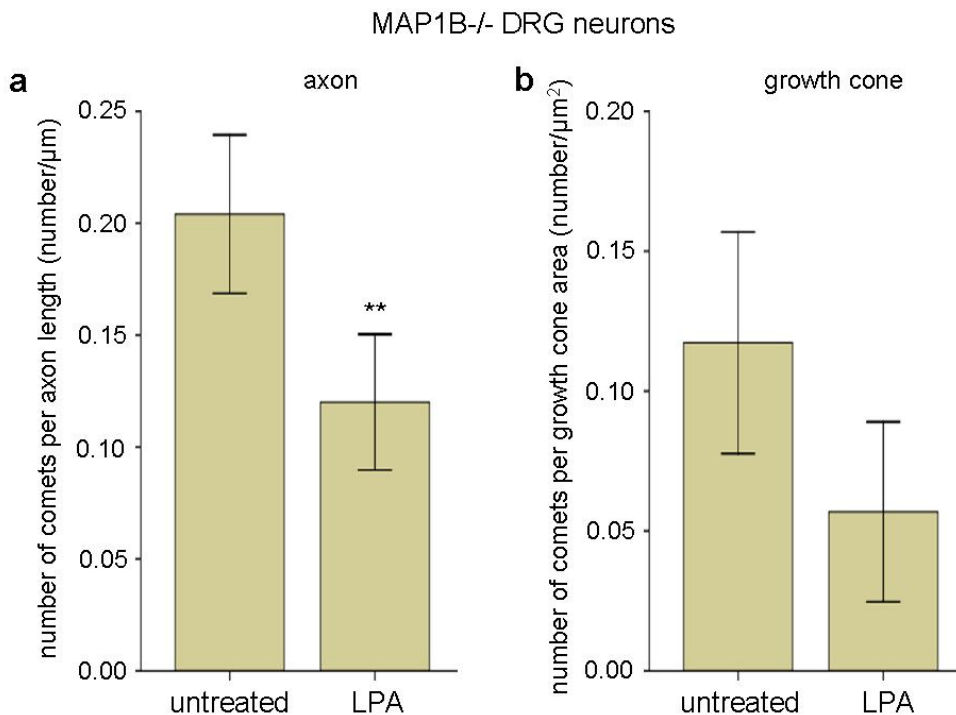 MAP1B-/- DRG neurons
a
axon
number of comets per axon length (number/µm)
0.25
0.20
0.15
0.10
0.05
0.00
**
untreated
LPA
b
growth cone
number of comets per growth cone area (number/µm²)
0.20
0.15
0.10
0.05
0.00
untreated
LPA